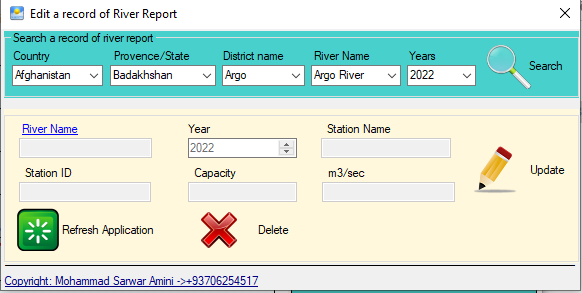 Edit a record of River Report
Search a record of river report
Country Provence/State District name River Name Years
Afghanistan Badakhshan Argo Argo River 2022 Search
River Name Year Station Name
2022
Update
Station ID Capacity m3/sec
Refresh Application Delete
Copyright: Mohammad Sarwar Amini ->+93706254517